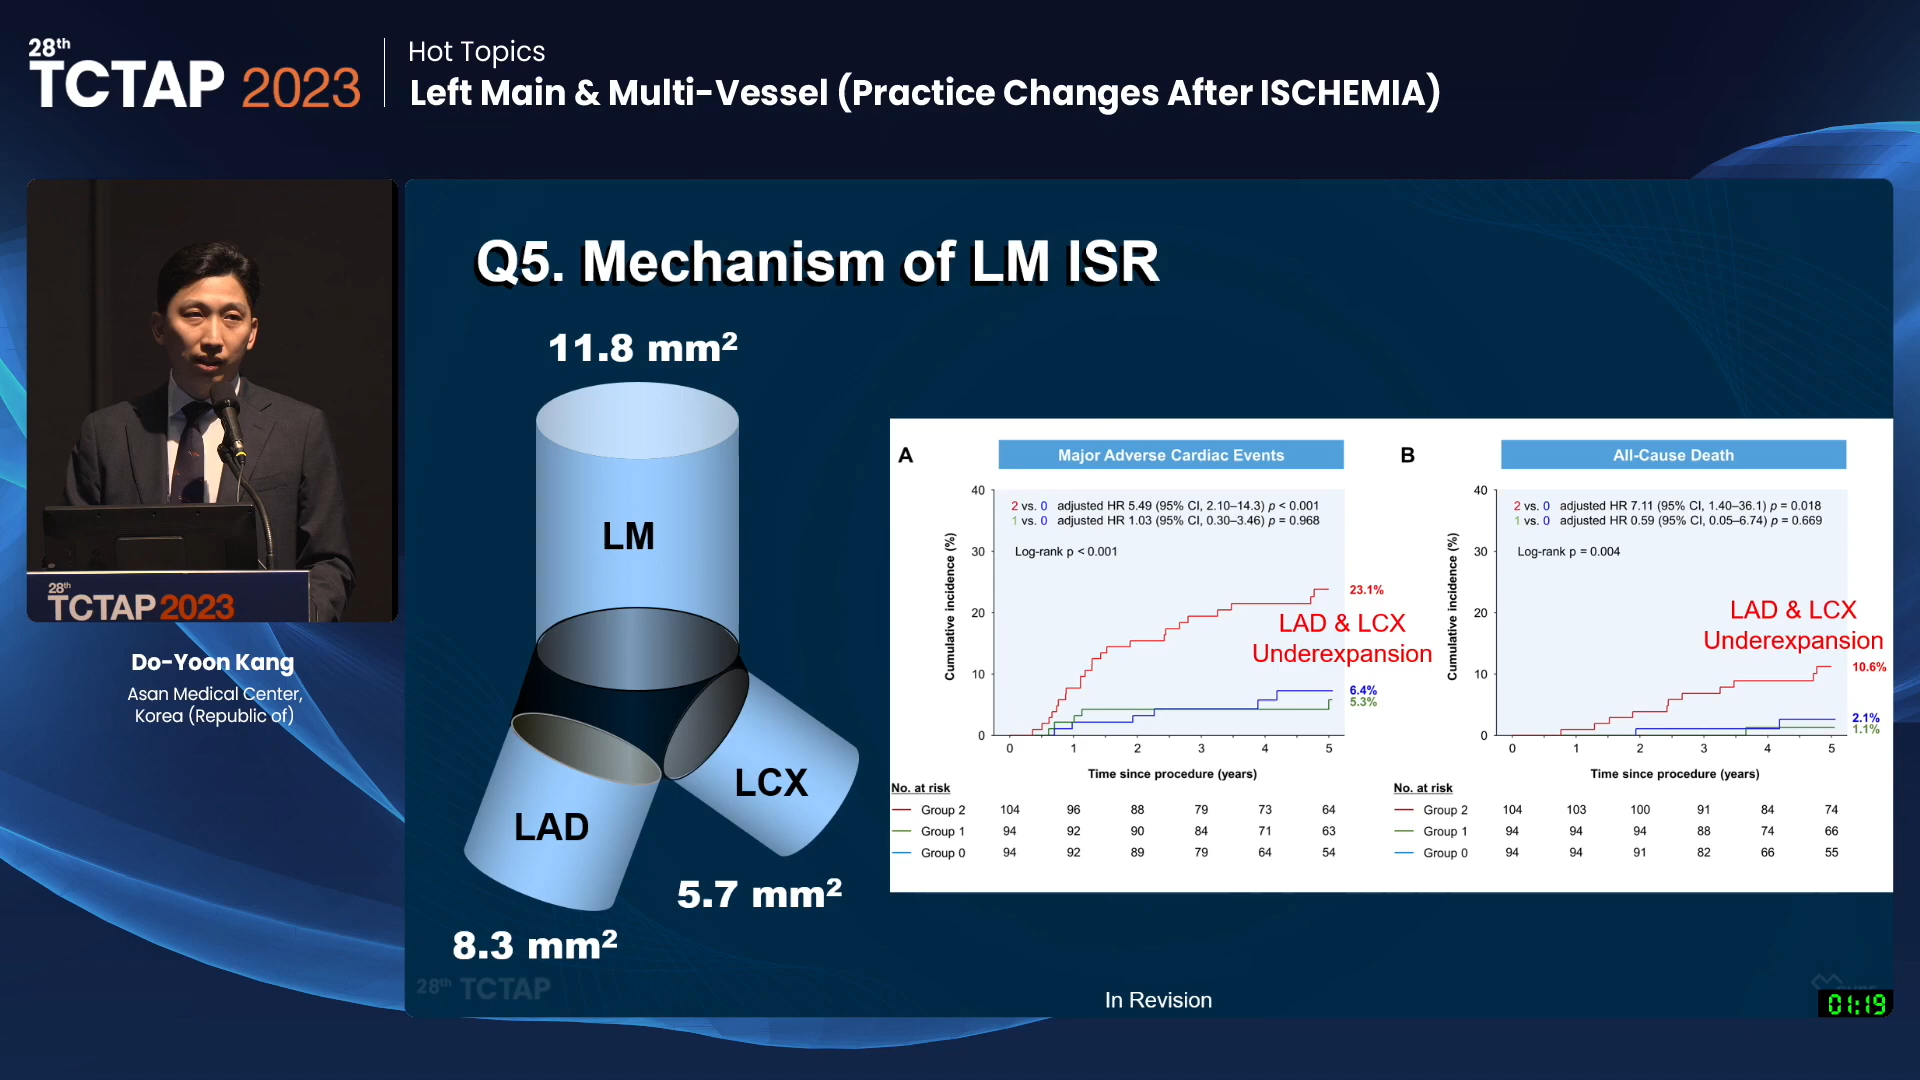 28th
TCTAP 2023
Hot Topics
Left Main & Multi-Vessel (Practice Changes After ISCHEMIA)
28th
TCTAP 2023
Do-Yoon Kang
Asan Medical Center,
Korea (Republic of)
Q5. Mechanism of LM ISR
11.8 mm²
LM
LCX
LAD
5.7 mm²
8.3 mm²
A
Major Adverse Cardiac Events
40
30
20
10
0
Cumulative incidence (%)
2 vs. 0 adjusted HR 5.49 (95% CI, 2.10–14.3) p < 0.001
1 vs. 0 adjusted HR 1.03 (95% CI, 0.30–3.46) p = 0.968
Log-rank p < 0.001
23.1%
LAD & LCX
Underexpansion
6.4%
5.3%
0 1 2 3 4 5
Time since procedure (years)
No. at risk
Group 2 104 96 88 79 73 64
Group 1 94 92 90 84 71 63
Group 0 94 92 89 79 64 54
B
All-Cause Death
40
30
20
10
0
Cumulative incidence (%)
2 vs. 0 adjusted HR 7.11 (95% CI, 1.40–36.1) p = 0.018
1 vs. 0 adjusted HR 0.59 (95% CI, 0.05–6.74) p = 0.669
Log-rank p = 0.004
LAD & LCX
Underexpansion
10.6%
2.1%
1.1%
0 1 2 3 4 5
Time since procedure (years)
No. at risk
Group 2 104 103 100 91 84 74
Group 1 94 94 94 88 74 66
Group 0 94 94 91 82 66 55
28th TCTAP
In Revision
01:19